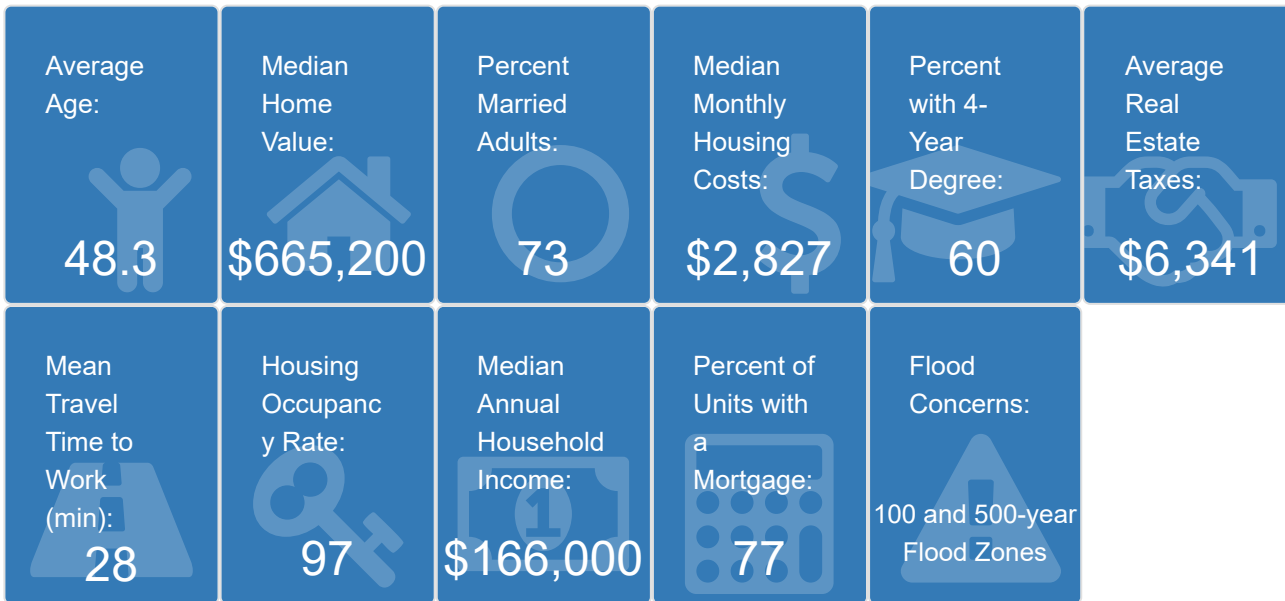 Average
Age:
48.3
Median
Home
Value:
$665,200
Percent
Married
Adults:
73
Median
Monthly
Housing
Costs:
$2,827
Percent
with 4-
Year
Degree:
60
Average
Real
Estate
Taxes:
$6,341
Mean
Travel
Time to
Work
(min):
28
Housing
Occupanc
y Rate:
97
Median
Annual
Household
Income:
1
$166,000
Percent of
Units with
a
Mortgage:
77
Flood
Concerns:
100 and 500-year
Flood Zones